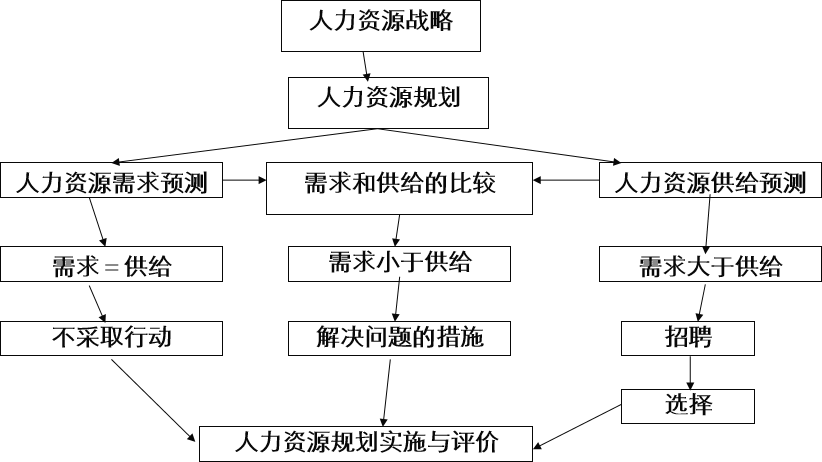 人力资源战略
人力资源规划
人力资源需求预测
需求和供给的比较
人力资源供给预测
需求＝供给
需求小于供给
需求大于供给
不采取行动
解决问题的措施
招聘
选择
人力资源规划实施与评价